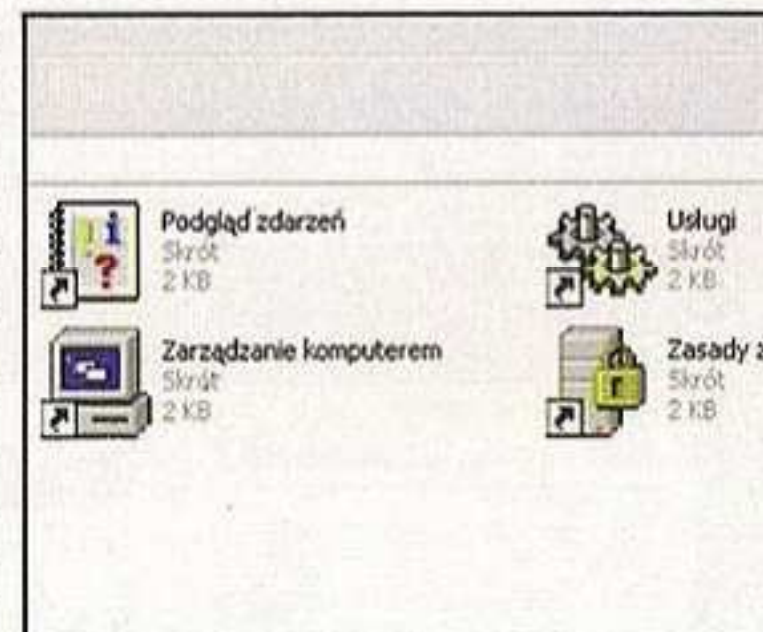 Podgląd zdarzeń
Skrót
2 KB
Usługi
Skrót
2 KB
Zarządzanie komputerem
Skrót
2 KB
Zasady z
Skrót
2 KB